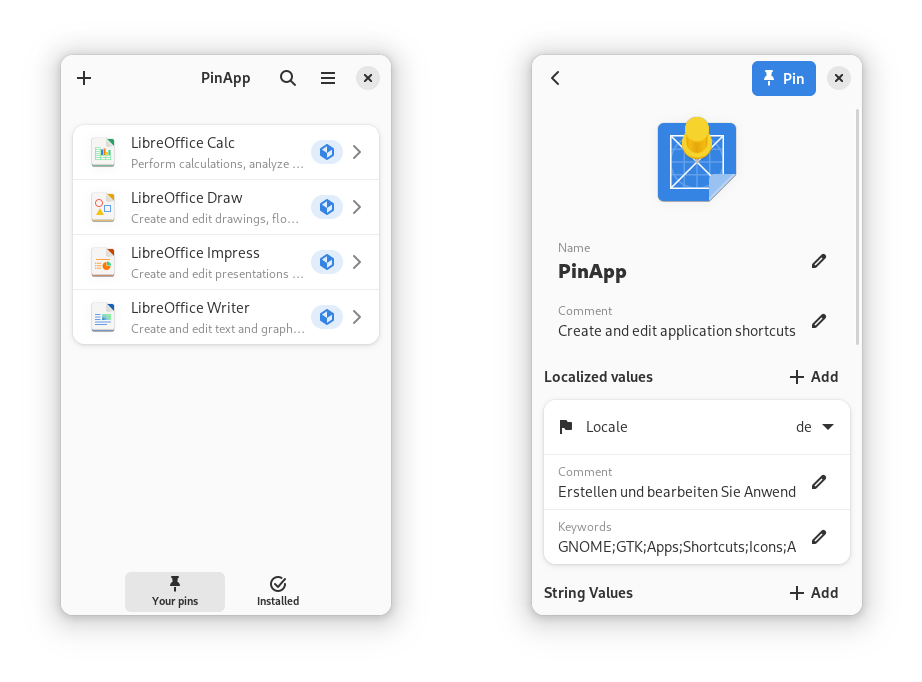 PinApp
LibreOffice Calc
Perform calculations, analyze ...
LibreOffice Draw
Create and edit drawings, flo...
LibreOffice Impress
Create and edit presentations ...
LibreOffice Writer
Create and edit text and graph...
Your pins
Installed
Pin
Name
PinApp
Comment
Create and edit application shortcuts
Localized values
Add
Locale
de
Comment
Erstellen und bearbeiten Sie Anwend
Keywords
GNOME;GTK;Apps;Shortcuts;Icons;A
String Values
Add